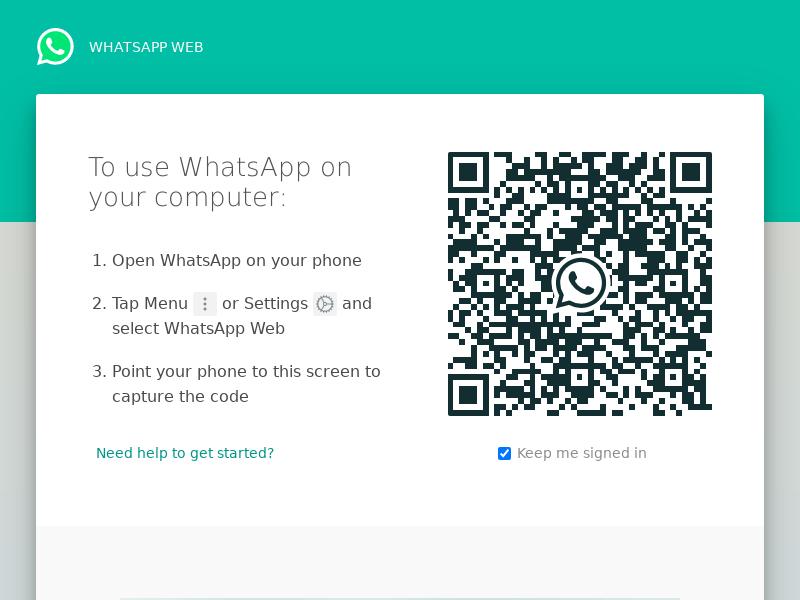 WHATSAPP WEB
To use WhatsApp on
your computer:
1. Open WhatsApp on your phone
2. Tap Menu or Settings and
select WhatsApp Web
3. Point your phone to this screen to
capture the code
Need help to get started?
Keep me signed in